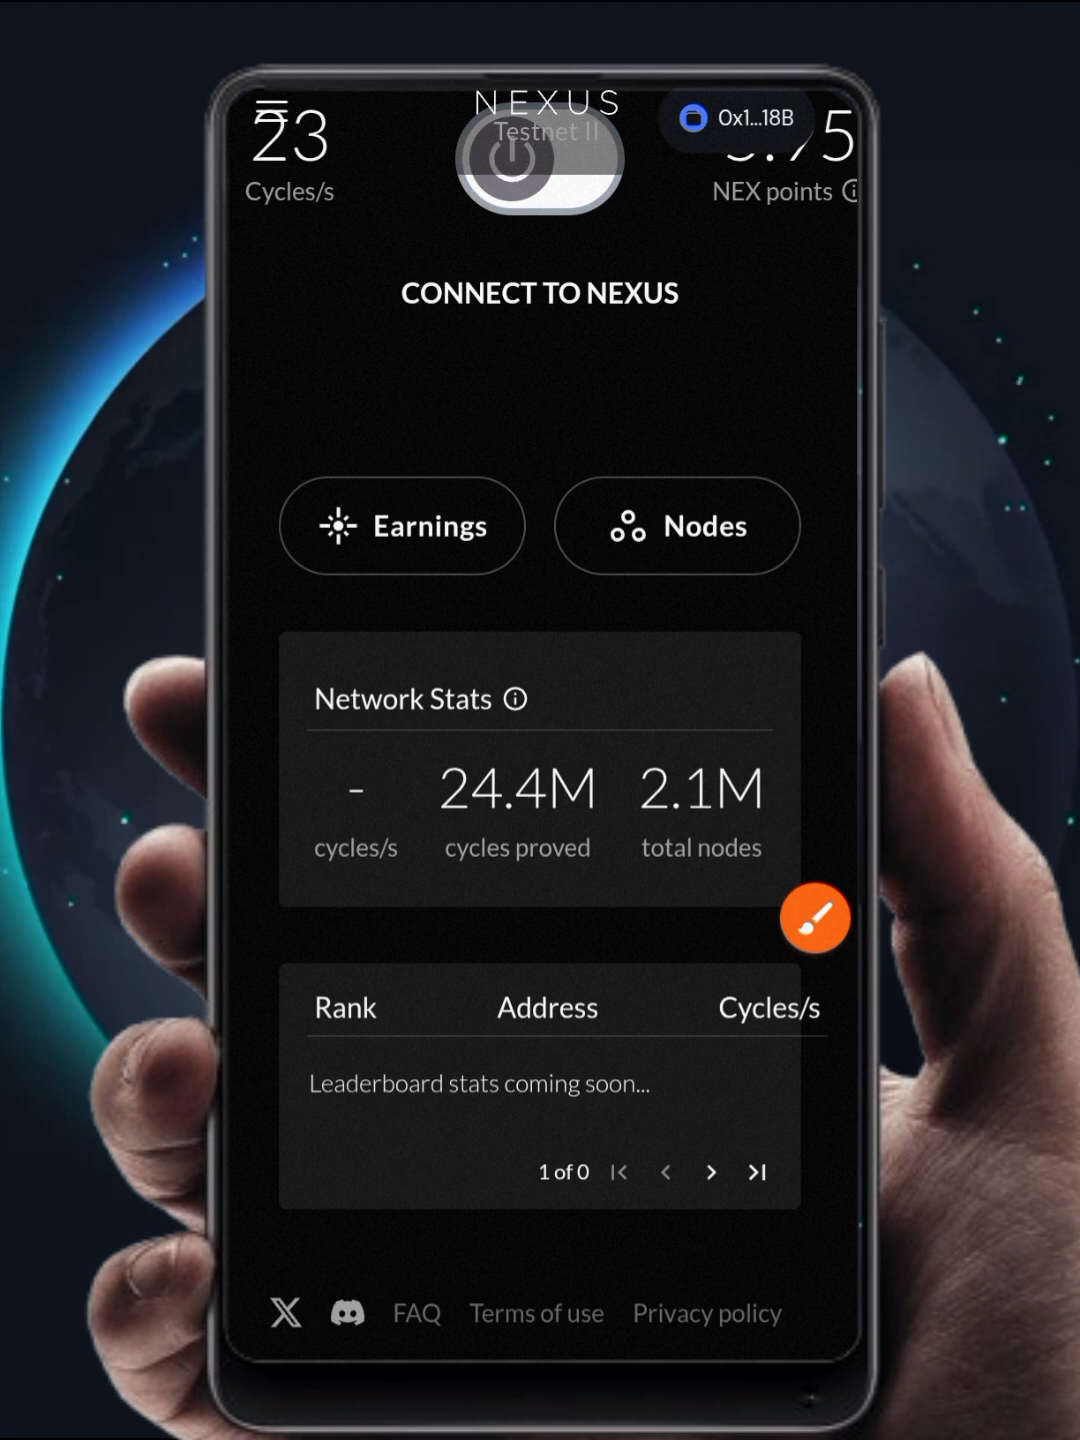 NEXUS
Testnet II
0x1...18B
23
Cycles/s
NEX points
CONNECT TO NEXUS
Earnings
Nodes
Network Stats
-
cycles/s
24.4M
cycles proved
2.1M
total nodes
Rank Address Cycles/s
Leaderboard stats coming soon...
1 of 0
FAQ Terms of use Privacy policy